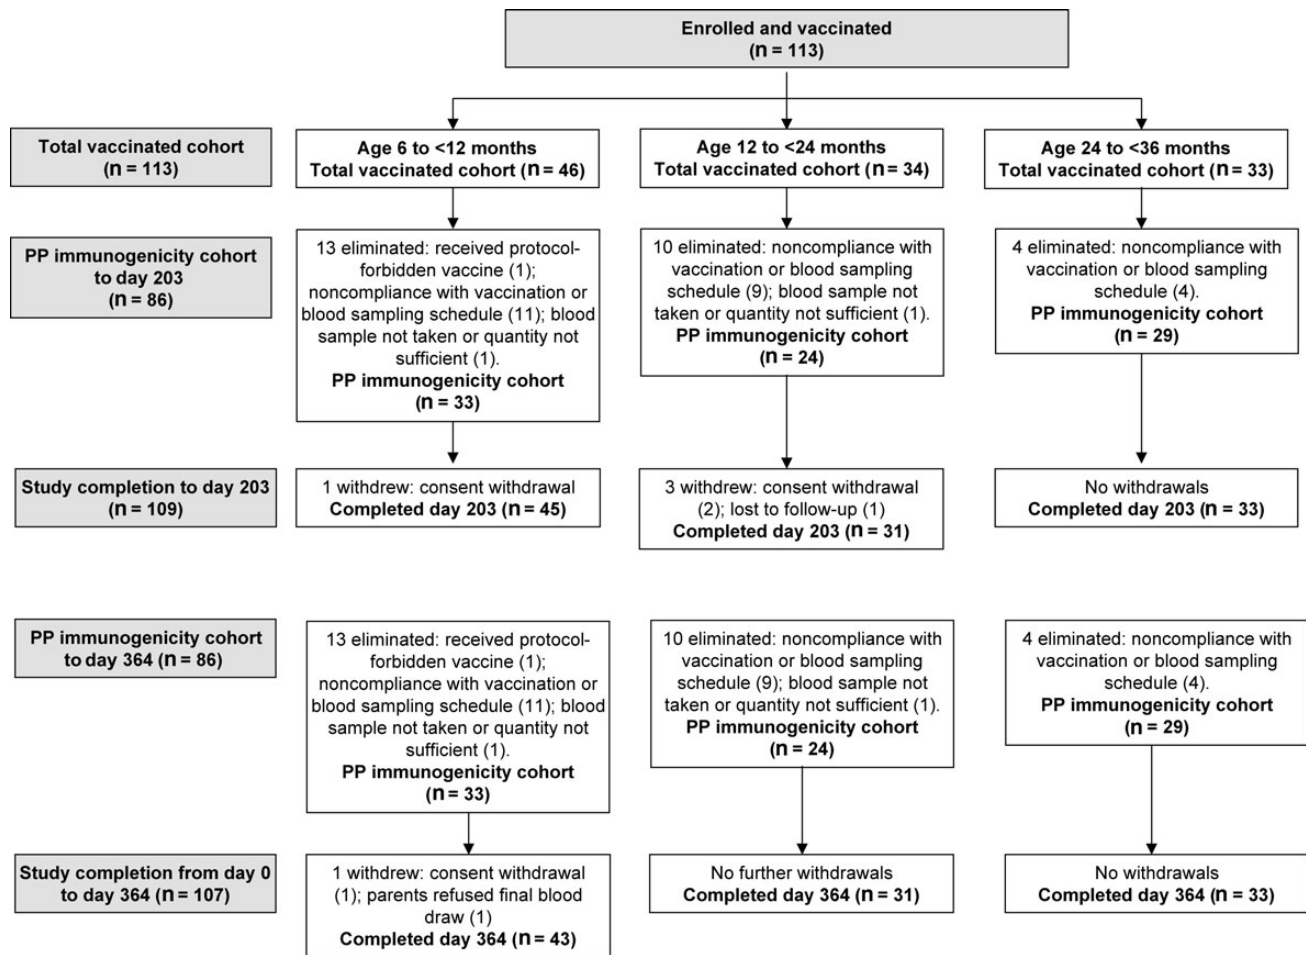 Enrolled and vaccinated
(n = 113)
Total vaccinated cohort
(n = 113)
Age 6 to <12 months
Total vaccinated cohort (n = 46)
Age 12 to <24 months
Total vaccinated cohort (n = 34)
Age 24 to <36 months
Total vaccinated cohort (n = 33)
PP immunogenicity cohort
to day 203
(n = 86)
13 eliminated: received protocol-
forbidden vaccine (1);
noncompliance with vaccination or
blood sampling schedule (11); blood
sample not taken or quantity not
sufficient (1).
PP immunogenicity cohort
(n = 33)
10 eliminated: noncompliance with
vaccination or blood sampling
schedule (9); blood sample not
taken or quantity not sufficient (1).
PP immunogenicity cohort
(n = 24)
4 eliminated: noncompliance with
vaccination or blood sampling
schedule (4).
PP immunogenicity cohort
(n = 29)
Study completion to day 203
(n = 109)
1 withdrew: consent withdrawal
Completed day 203 (n = 45)
3 withdrew: consent withdrawal
(2); lost to follow-up (1)
Completed day 203 (n = 31)
No withdrawals
Completed day 203 (n = 33)
PP immunogenicity cohort
to day 364 (n = 86)
13 eliminated: received protocol-
forbidden vaccine (1);
noncompliance with vaccination or
blood sampling schedule (11); blood
sample not taken or quantity not
sufficient (1).
PP immunogenicity cohort
(n = 33)
10 eliminated: noncompliance with
vaccination or blood sampling
schedule (9); blood sample not
taken or quantity not sufficient (1).
PP immunogenicity cohort
(n = 24)
4 eliminated: noncompliance with
vaccination or blood sampling
schedule (4).
PP immunogenicity cohort
(n = 29)
Study completion from day 0
to day 364 (n = 107)
1 withdrew: consent withdrawal
(1); parents refused final blood
draw (1)
Completed day 364 (n = 43)
No further withdrawals
Completed day 364 (n = 31)
No withdrawals
Completed day 364 (n = 33)